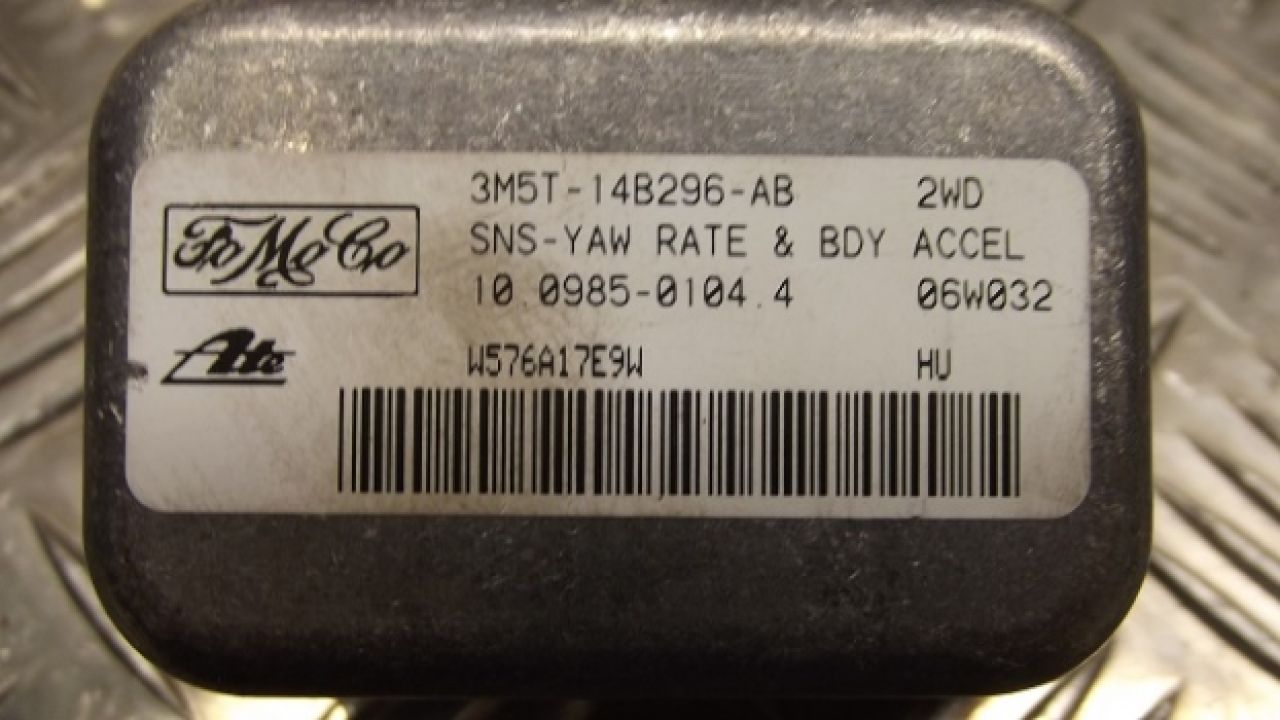 3M5T-14B296-AB 2WD
FoMoCo SNS-YAW RATE & BDY ACCEL
10.0985-0104.4 06W032
Ate W576A17E9W HU